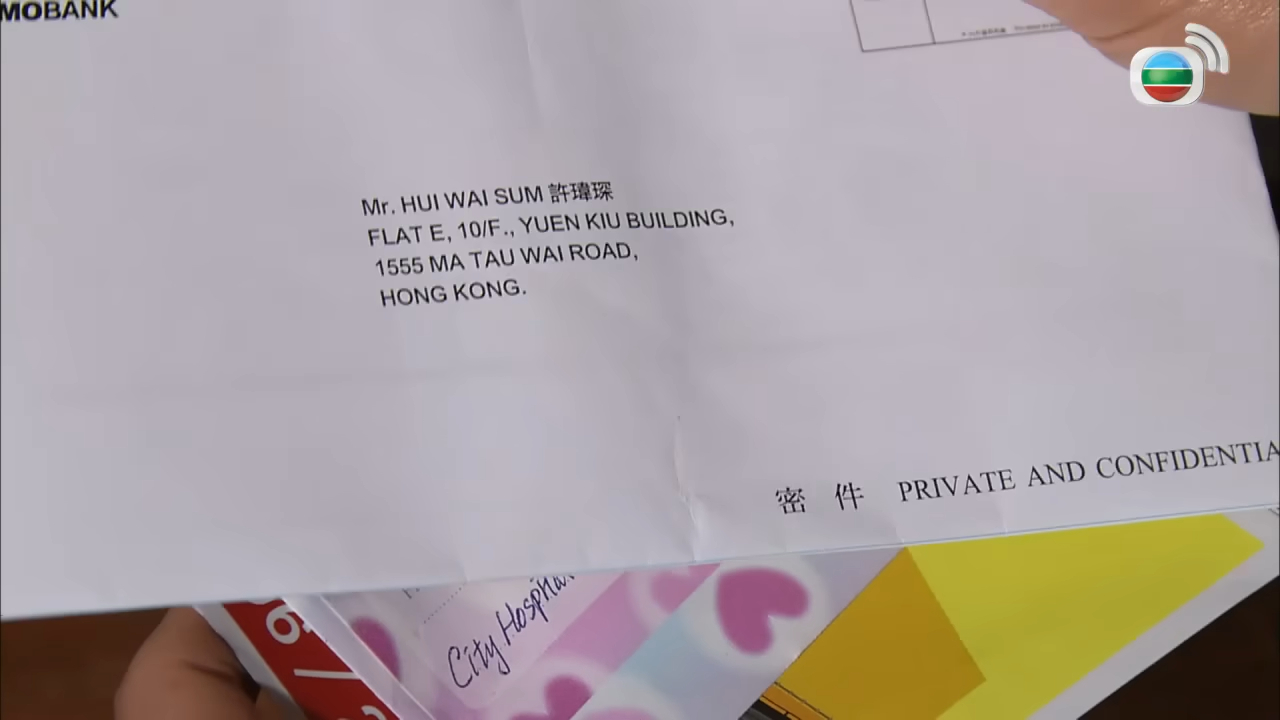 MOBANK
Mr. HUI WAI SUM 許瑋琛
FLAT E, 10/F., YUEN KIU BUILDING,
1555 MA TAU WAI ROAD,
HONG KONG.
密 件 PRIVATE AND CONFIDENTIA
City Hospital